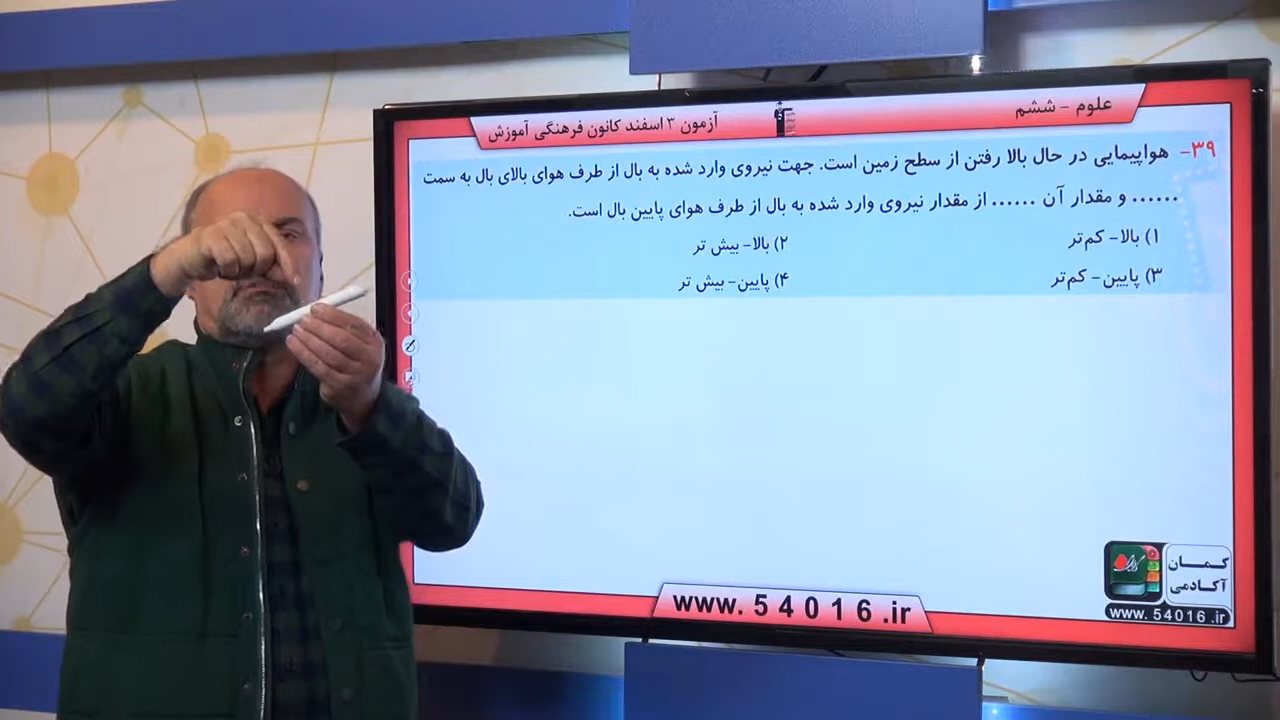 علوم - ششم
آزمون ۳ اسفند کانون فرهنگی آموزش
۳۹- هواپیمایی در حال بالا رفتن از سطح زمین است. جهت نیروی وارد شده به بال از طرف هوای بالای بال به سمت
...... و مقدار آن ...... از مقدار نیروی وارد شده به بال از طرف هوای پایین بال است.
۱) بالا- کم‌تر
۲) بالا- بیش تر
۳) پایین- کم‌تر
۴) پایین- بیش تر
کمان
آکادمی
www. 54016 .ir
www. 5 4 0 1 6 .ir